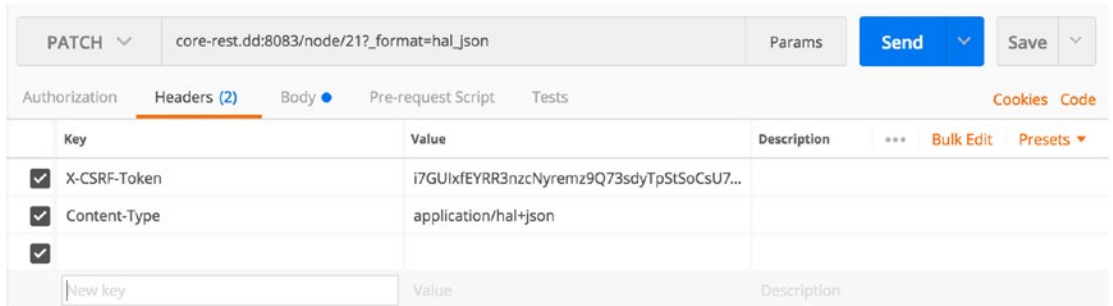 PATCH core-rest.dd:8083/node/21?_format=hal_json Params Send Save
Authorization Headers (2) Body Pre-request Script Tests Cookies Code
Key Value Description ••• Bulk Edit Presets
X-CSRF-Token i7GUIxfEYRR3nzcNyremz9Q73sdyTpStSoCsU7...
Content-Type application/hal+json
New key Value Description